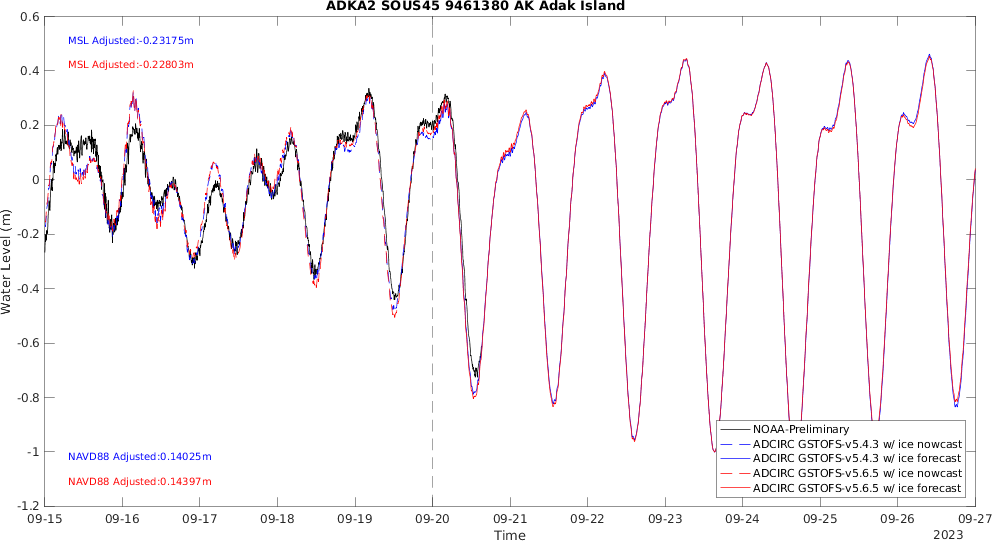 ADKA2 SOUS45 9461380 AK Adak Island
MSL Adjusted:-0.23175m
MSL Adjusted:-0.22803m
0.6
0.4
0.2
0
-0.2
-0.4
-0.6
-0.8
-1
-1.2
Water Level (m)
NAVD88 Adjusted:0.14025m
NAVD88 Adjusted:0.14397m
NOAA-Preliminary
ADCIRC GSTOFS-v5.4.3 w/ ice nowcast
ADCIRC GSTOFS-v5.4.3 w/ ice forecast
ADCIRC GSTOFS-v5.6.5 w/ ice nowcast
ADCIRC GSTOFS-v5.6.5 w/ ice forecast
09-15 09-16 09-17 09-18 09-19 09-20 09-21 09-22 09-23 09-24 09-25 09-26 09-27
Time
2023